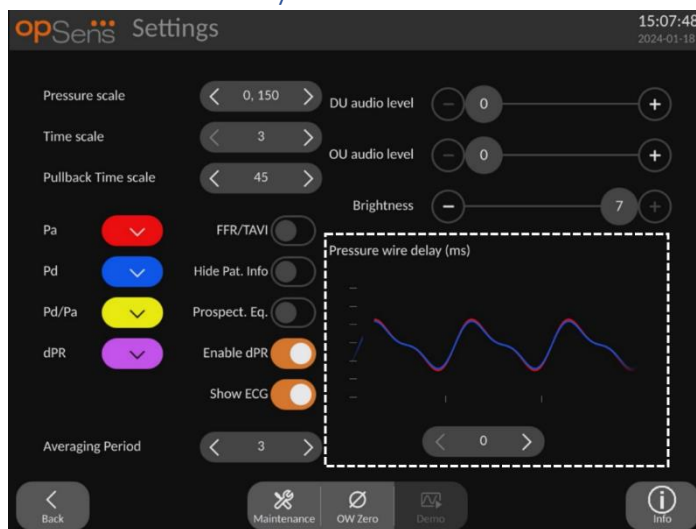 opSens Settings
15:07:48
2024-01-18
Pressure scale
0, 150
Time scale
3
Pullback Time scale
45
DU audio level
0
OU audio level
0
Brightness
7
Pa
FFR/TAVI
Pd
Hide Pat. Info
Pd/Pa
Prospect. Eq.
dPR
Enable dPR
Show ECG
Averaging Period
3
Pressure wire delay (ms)
0
Back
Maintenance
OW Zero
Demo
Info